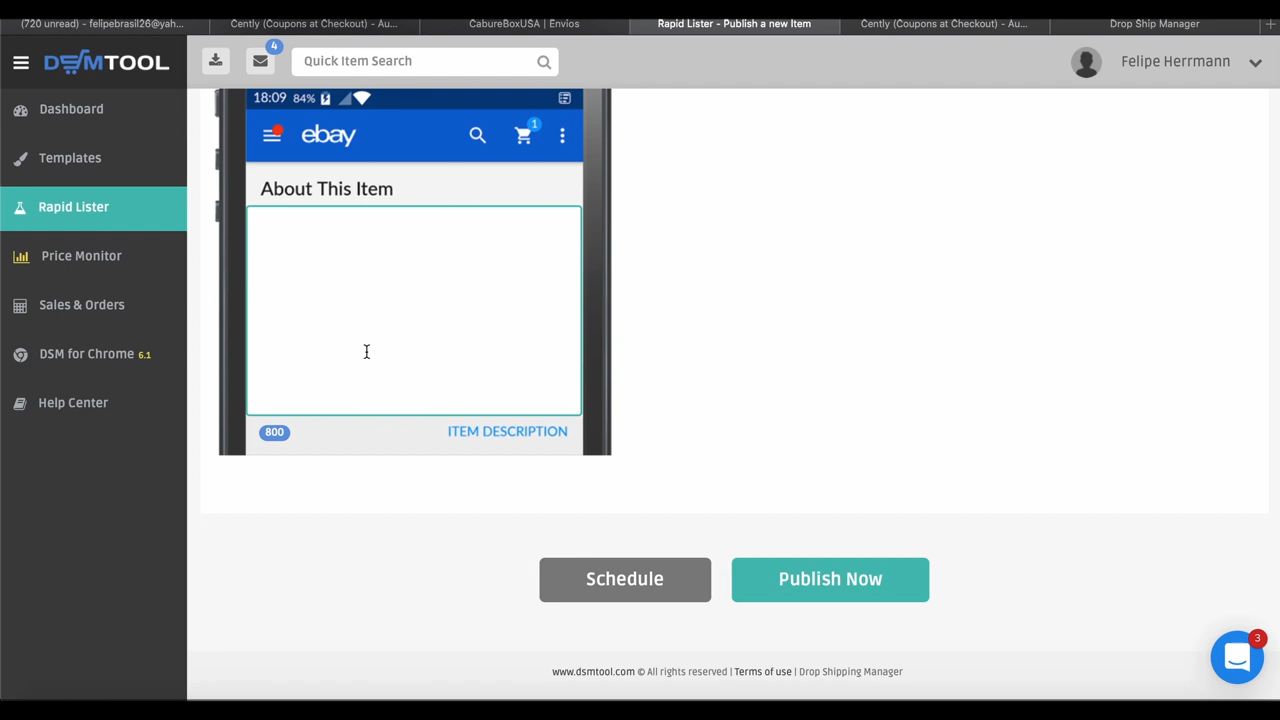 (720 unread) - felipebrasil26@yah...
Cently (Coupons at Checkout) - Au...
CabureBoxUSA | Envios
Rapid Lister - Publish a new Item
Cently (Coupons at Checkout) - Au...
Drop Ship Manager
DSMTOOL
4
Quick Item Search
Felipe Herrmann
Dashboard
Templates
Rapid Lister
Price Monitor
Sales & Orders
DSM for Chrome 6.1
Help Center
18:09 84%
ebay
1
About This Item
800
ITEM DESCRIPTION
Schedule
Publish Now
3
www.dsmtool.com © All rights reserved | Terms of use | Drop Shipping Manager